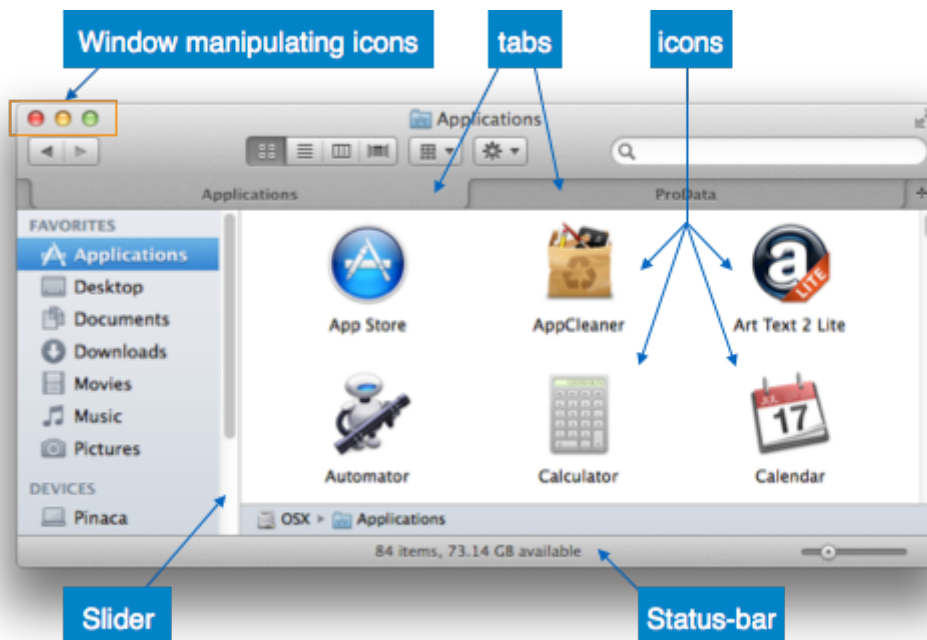 Window manipulating icons
tabs
icons
Applications
Applications
ProData
FAVORITES
Applications
Desktop
Documents
Downloads
Movies
Music
Pictures
DEVICES
Pinaca
App Store
AppCleaner
a
LITE
Art Text 2 Lite
Automator
Calculator
JUL
17
Calendar
OSX ▸ Applications
84 items, 73.14 GB available
Slider
Status-bar